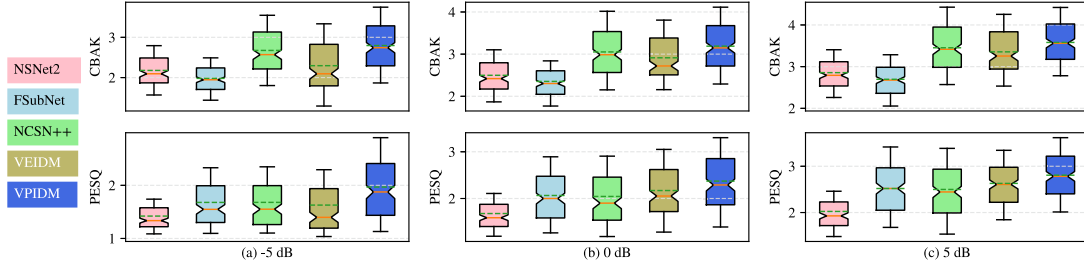 NSNet2
FSubNet
NCSN++
VEIDM
VPIDM
CBAK
3
2
PESQ
2
1
(a) -5 dB
CBAK
4
3
2
PESQ
3
2
(b) 0 dB
CBAK
4
3
2
PESQ
3
2
(c) 5 dB